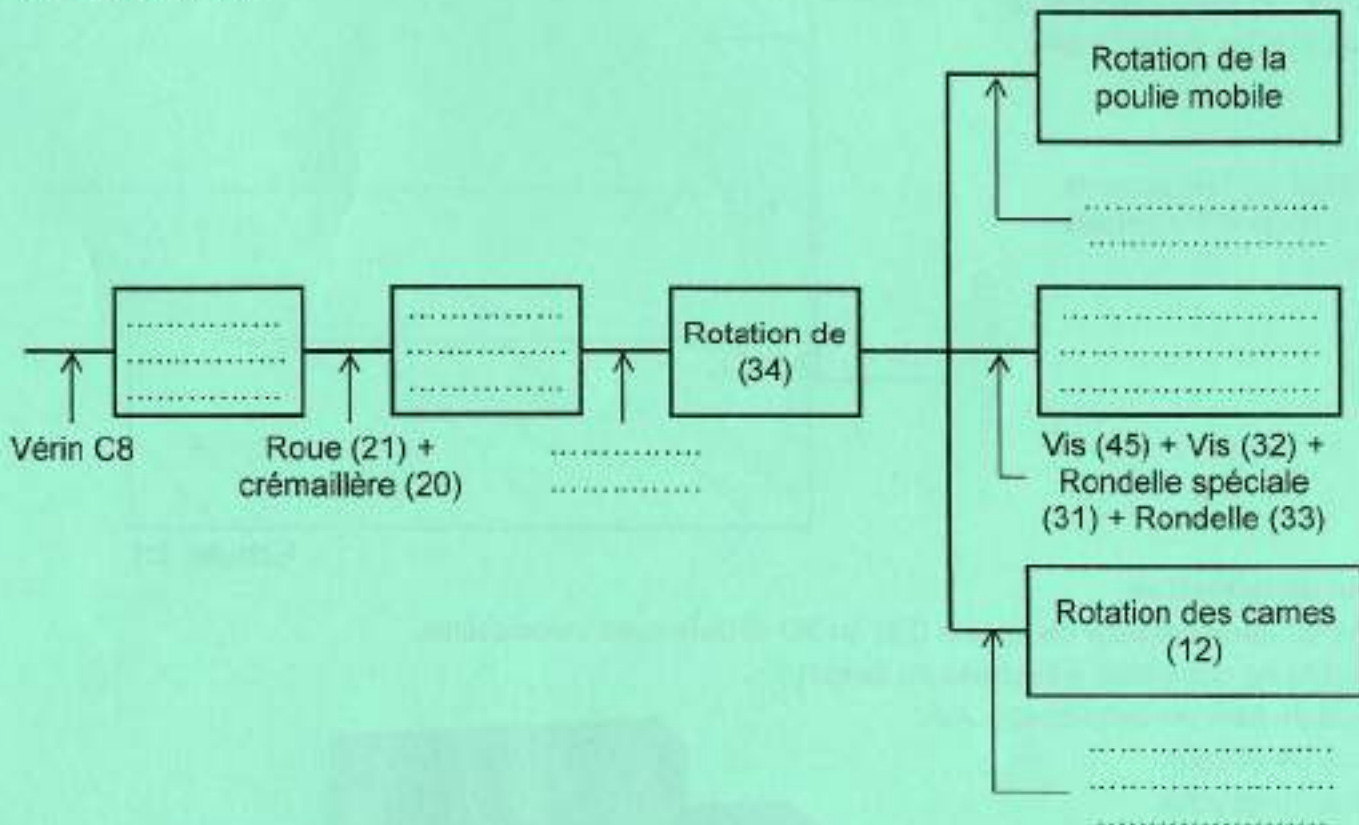 Rotation de la
poulie mobile
Rotation de
(34)
Vérin C8
Roue (21) +
crémaillère (20)
Vis (45) + Vis (32) +
Rondelle spéciale
(31) + Rondelle (33)
Rotation des cames
(12)